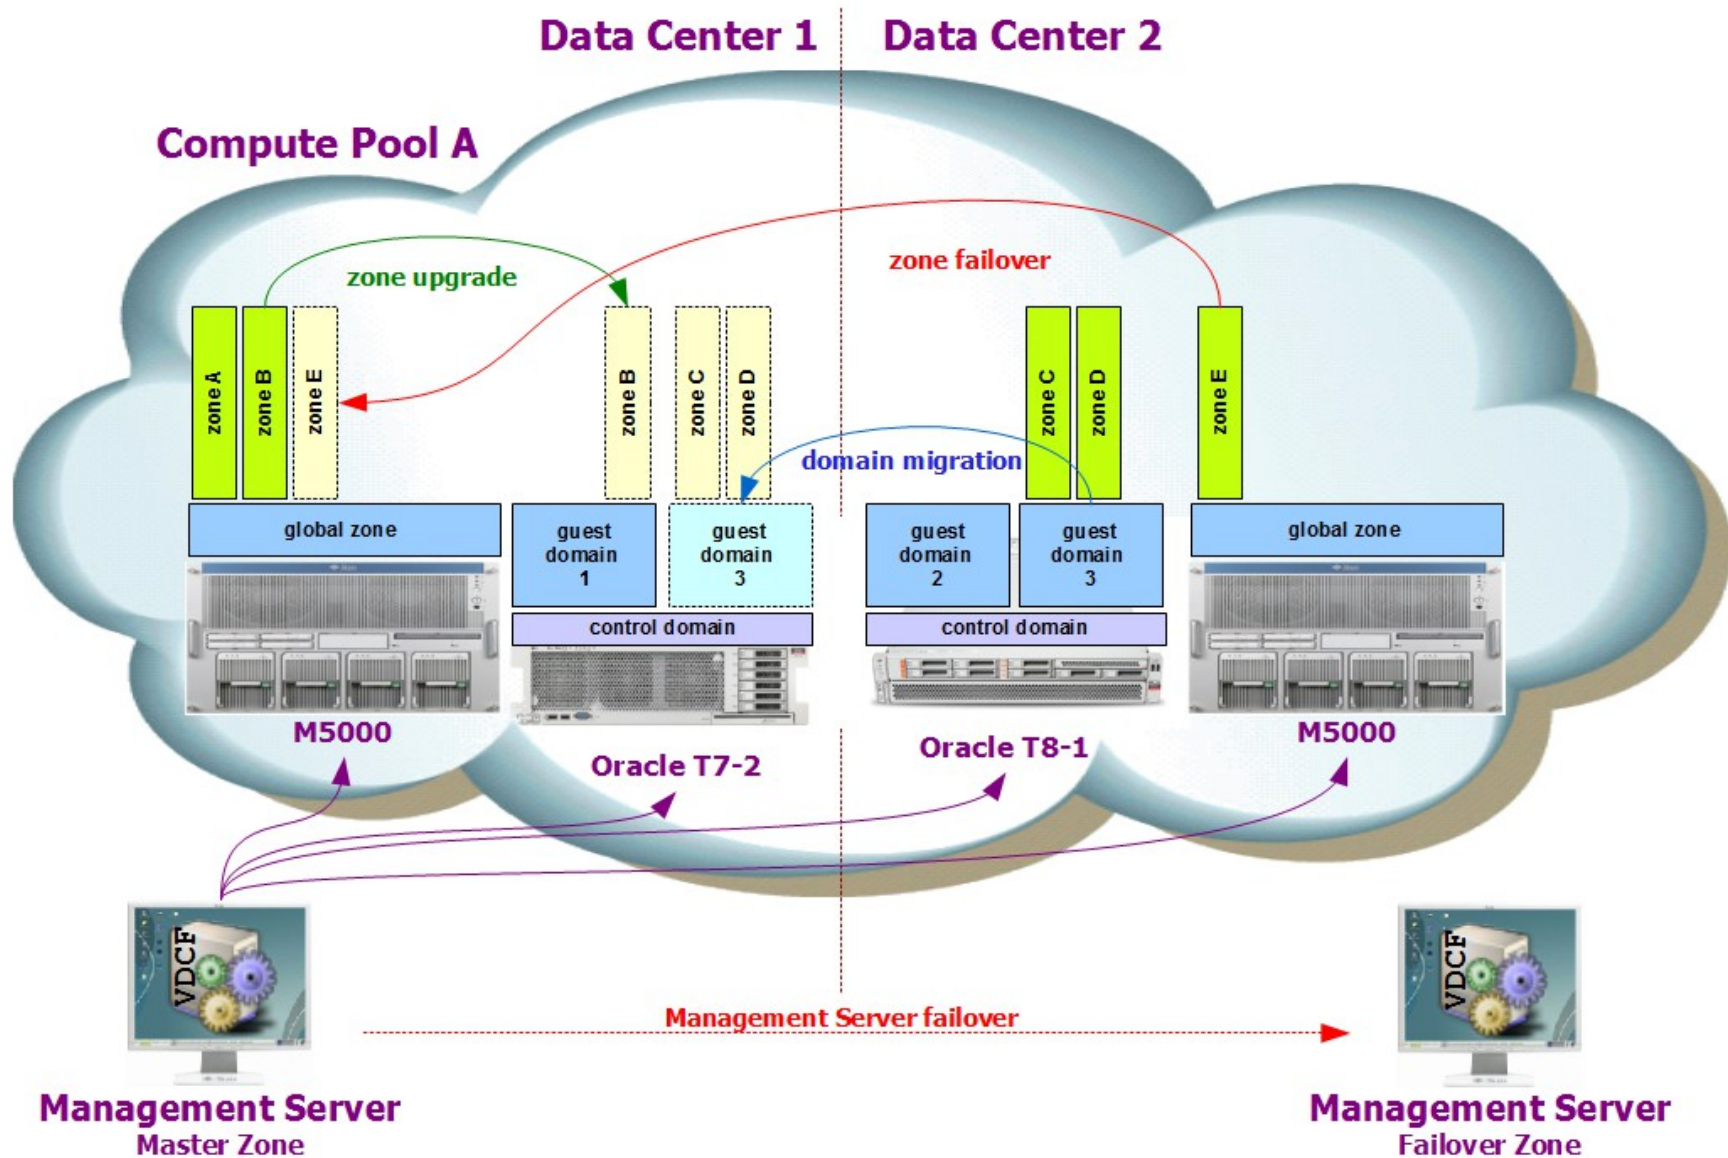 Data Center 1
Data Center 2
Compute Pool A
zone upgrade
zone failover
zone A
zone B
zone E
zone B
zone C
zone D
zone C
zone D
zone E
domain migration
global zone
guest
domain
1
guest
domain
3
guest
domain
2
guest
domain
3
global zone
control domain
control domain
M5000
Oracle T7-2
Oracle T8-1
M5000
VDCF
VDCF
Management Server failover
Management Server
Master Zone
Management Server
Failover Zone